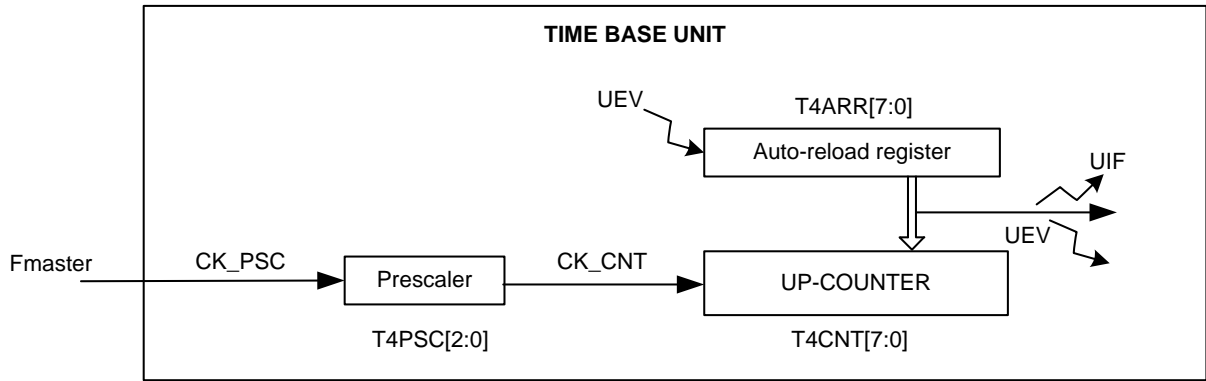 TIME BASE UNIT
UEV
T4ARR[7:0]
Auto-reload register
UIF
UEV
Fmaster
CK_PSC
Prescaler
CK_CNT
UP-COUNTER
T4PSC[2:0]
T4CNT[7:0]